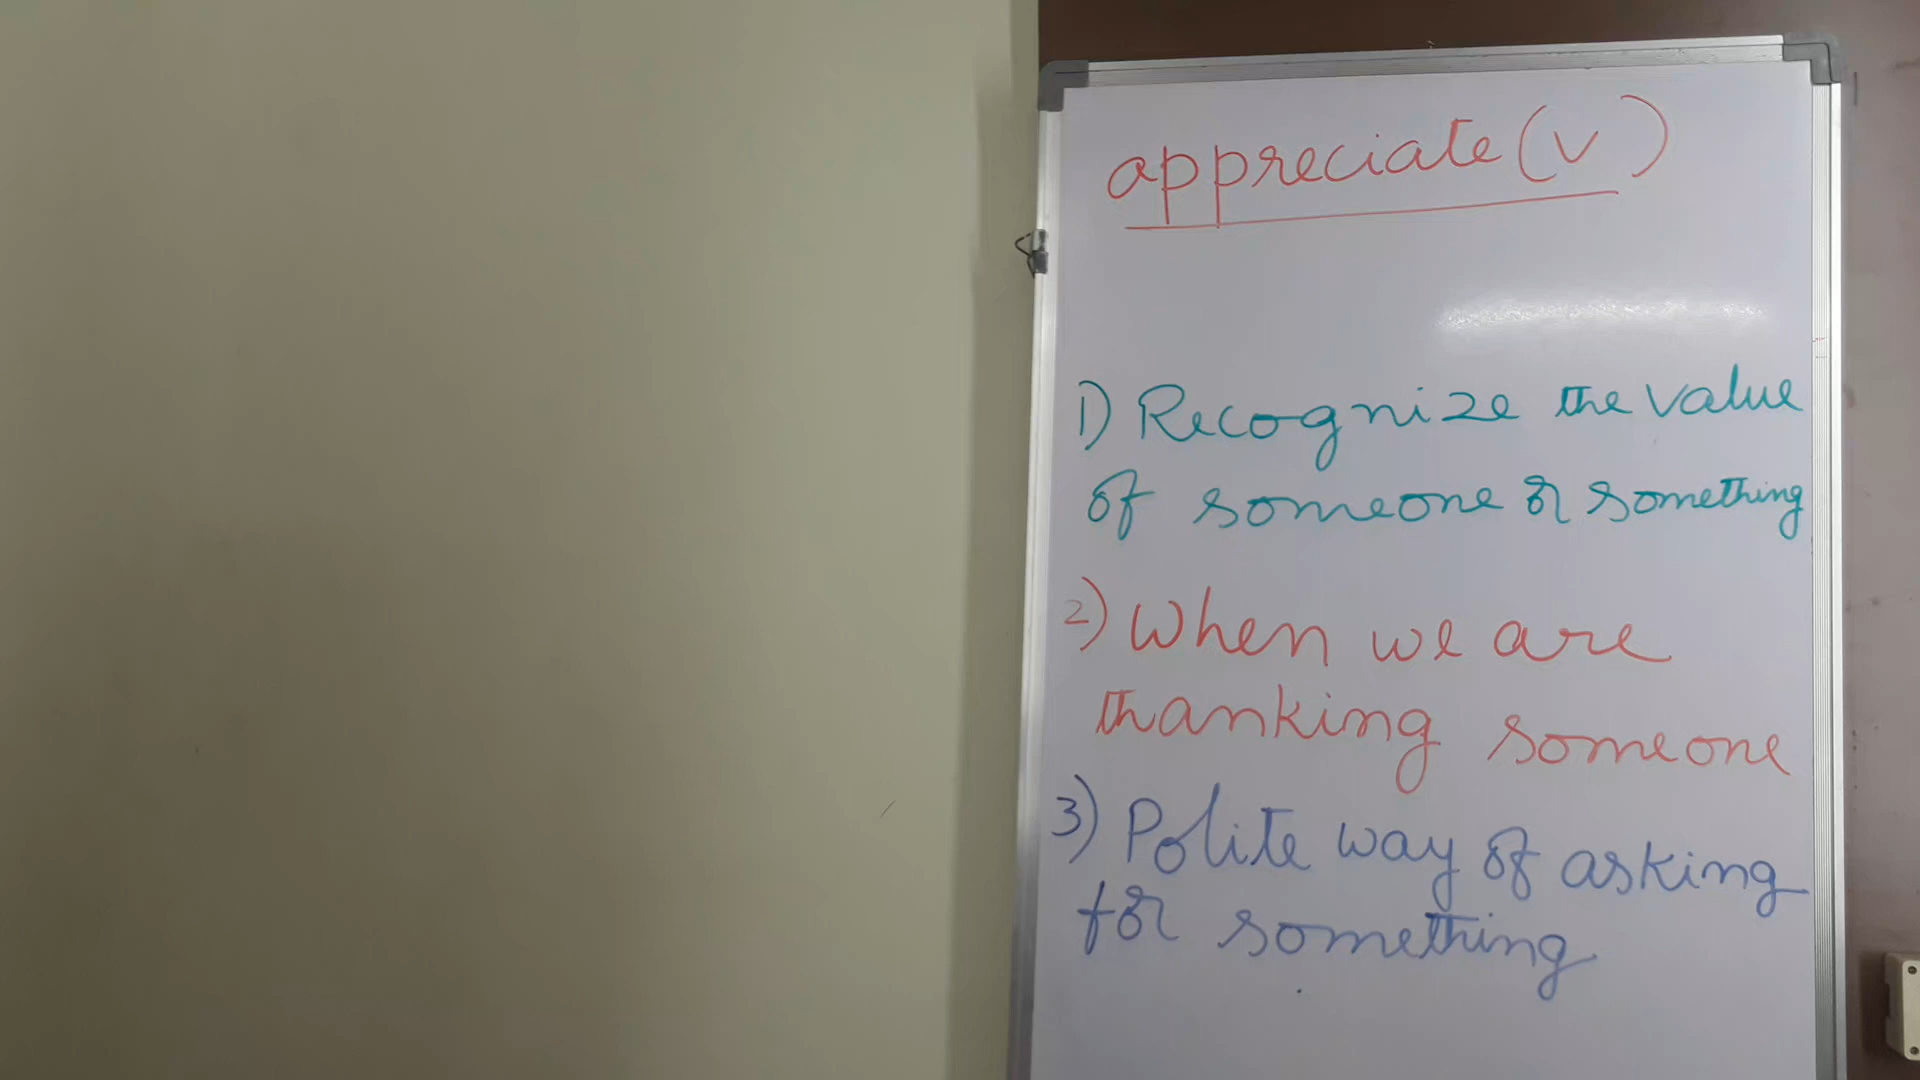 appreciate (v)
1) Recognize the value
of someone or something
2) When we are
thanking someone
3) Polite way of asking
for something